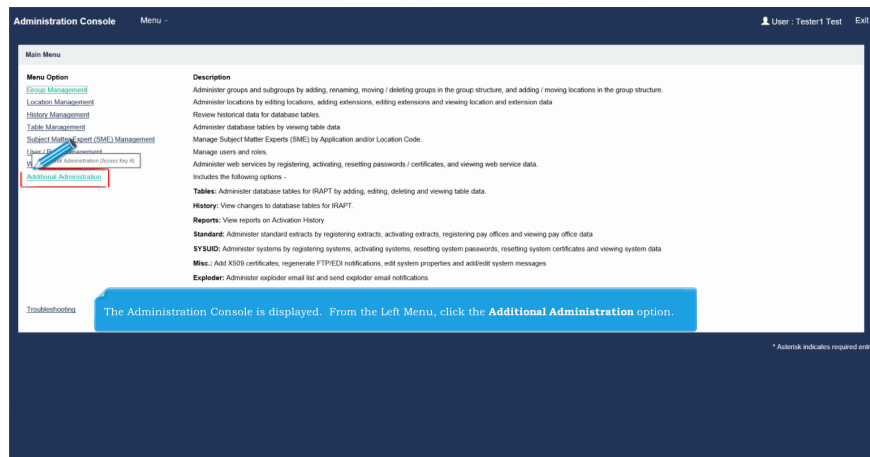 Administration Console Menu
User : Tester1 Test Exit
Main Menu
Menu Option Description
Group Management Administer groups and subgroups by adding, renaming, moving / deleting groups in the group structure, and adding / moving locations in the group structure.
Location Management Administer locations by editing locations, adding extensions, editing extensions and viewing location and extension data
History Management Review historical data for database tables.
Table Management Administer database tables by viewing table data
Subject Matter Expert (SME) Management Manage Subject Matter Experts (SME) by Application and/or Location Code.
User / Management Manage users and roles.
Administration (Access Key A)
W Administer web services by registering, activating, resetting passwords / certificates, and viewing web service data.
Additional Administration Includes the following options -
Tables: Administer database tables for IRAPT by adding, editing, deleting and viewing table data.
History: View changes to database tables for IRAPT.
Reports: View reports on Activation History
Standard: Administer standard extracts by registering extracts, activating extracts, registering pay offices and viewing pay office data
SYSUID: Administer systems by registering systems, activating systems, resetting system passwords, resetting system certificates and viewing system data
Misc.: Add X509 certificates, regenerate FTP/EDI notifications, edit system properties and add/edit system messages
Exploder: Administer exploder email list and send exploder email notifications
Troubleshooting
The Administration Console is displayed. From the Left Menu, click the Additional Administration option.
* Asterisk indicates required entr